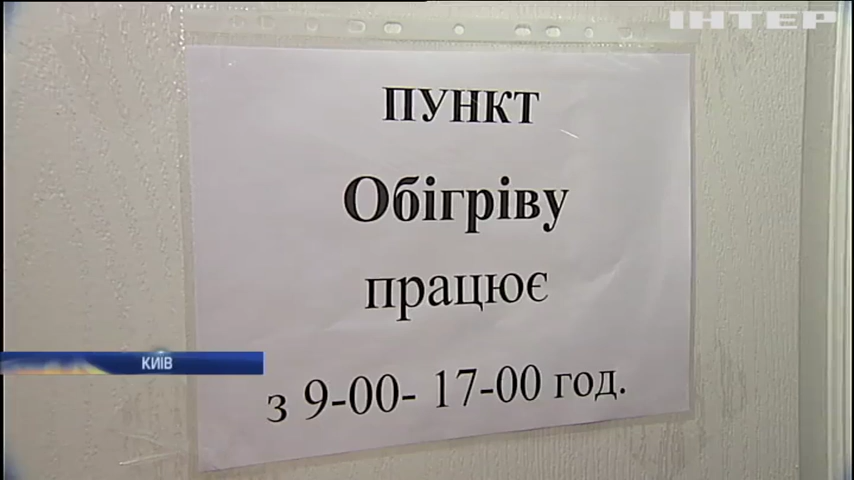 ІНТЕР
ПУНКТ
Обігріву
працює
з 9-00- 17-00 год.
КИЇВ